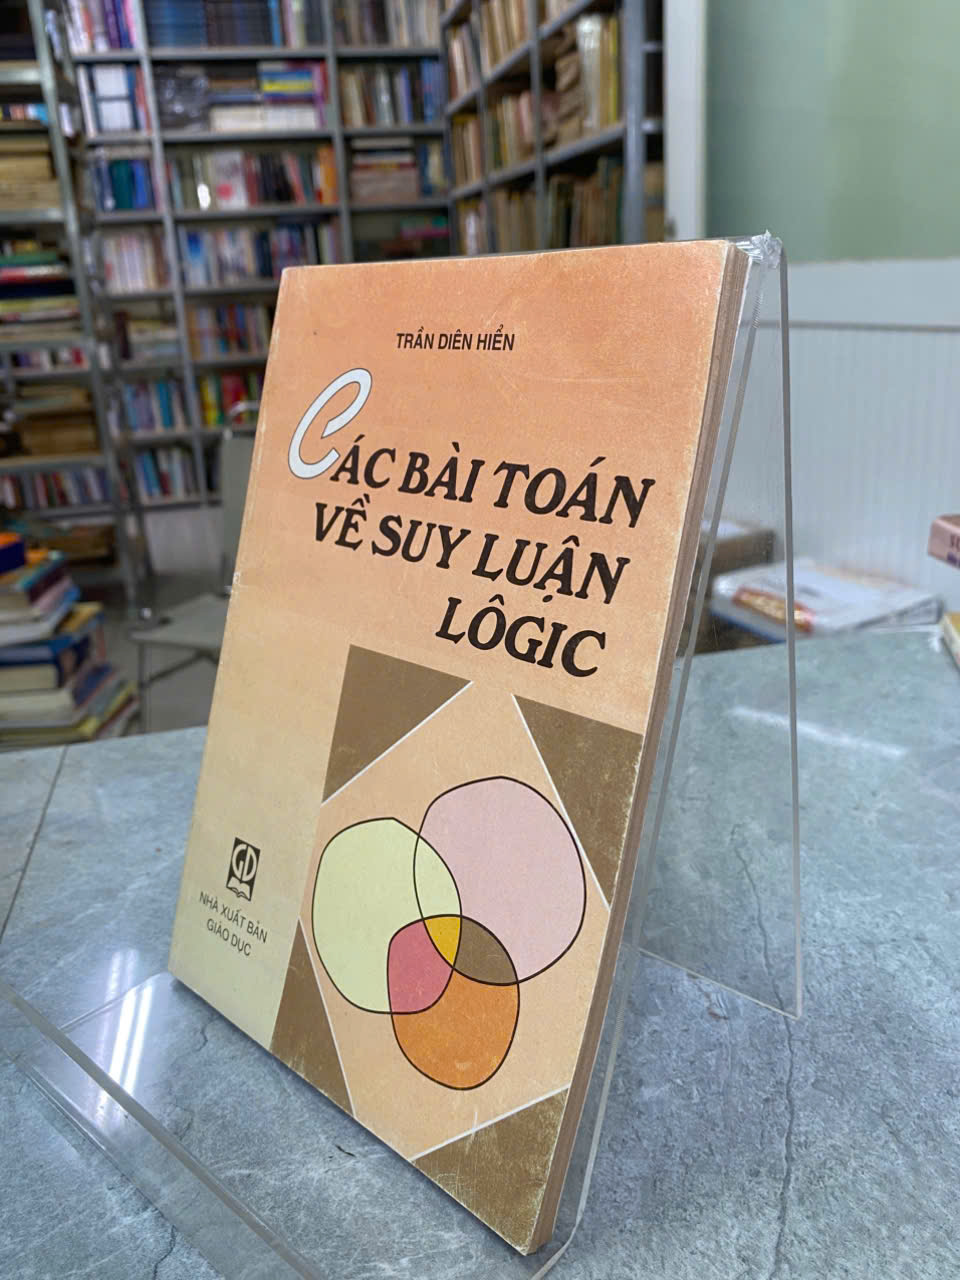 TRẦN DIÊN HIỂN
CÁC BÀI TOÁN
VỀ SUY LUẬN
LÔGIC
GD
NHÀ XUẤT BẢN
GIÁO DỤC